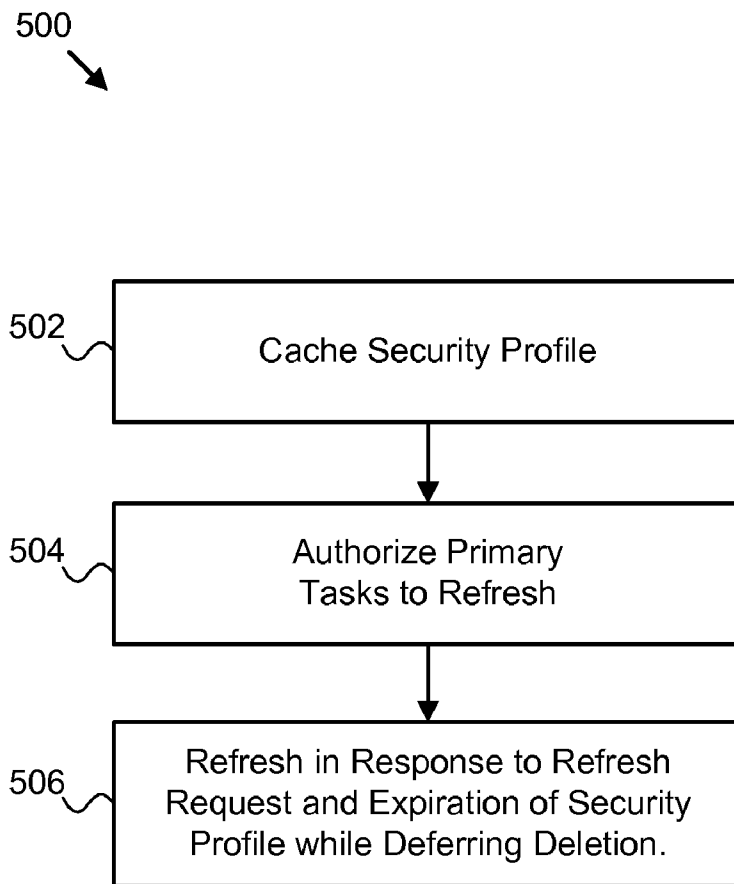 500
502
Cache Security Profile
504
Authorize Primary
Tasks to Refresh
506
Refresh in Response to Refresh
Request and Expiration of Security
Profile while Deferring Deletion.